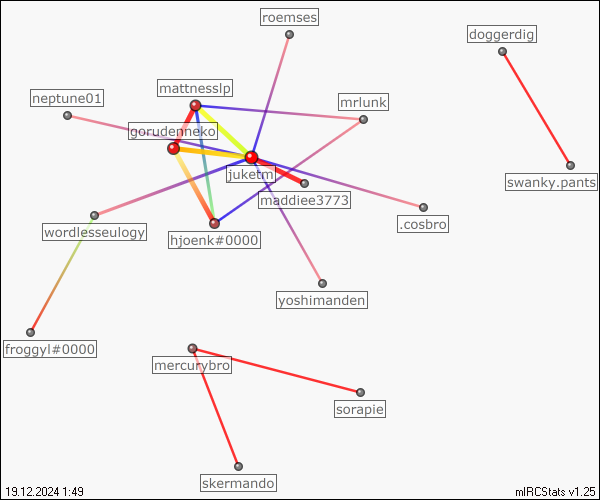 roemses
doggerdig
mattnesslp
neptune01
mrlunk
gorudenneko
juketm
swanky.pants
maddiee3773
.cosbro
wordlesseulogy
hjoenk#0000
yoshimanden
froggyl#0000
mercurybro
sorapie
skermando
19.12.2024 1:49
mIRCStats v1.25